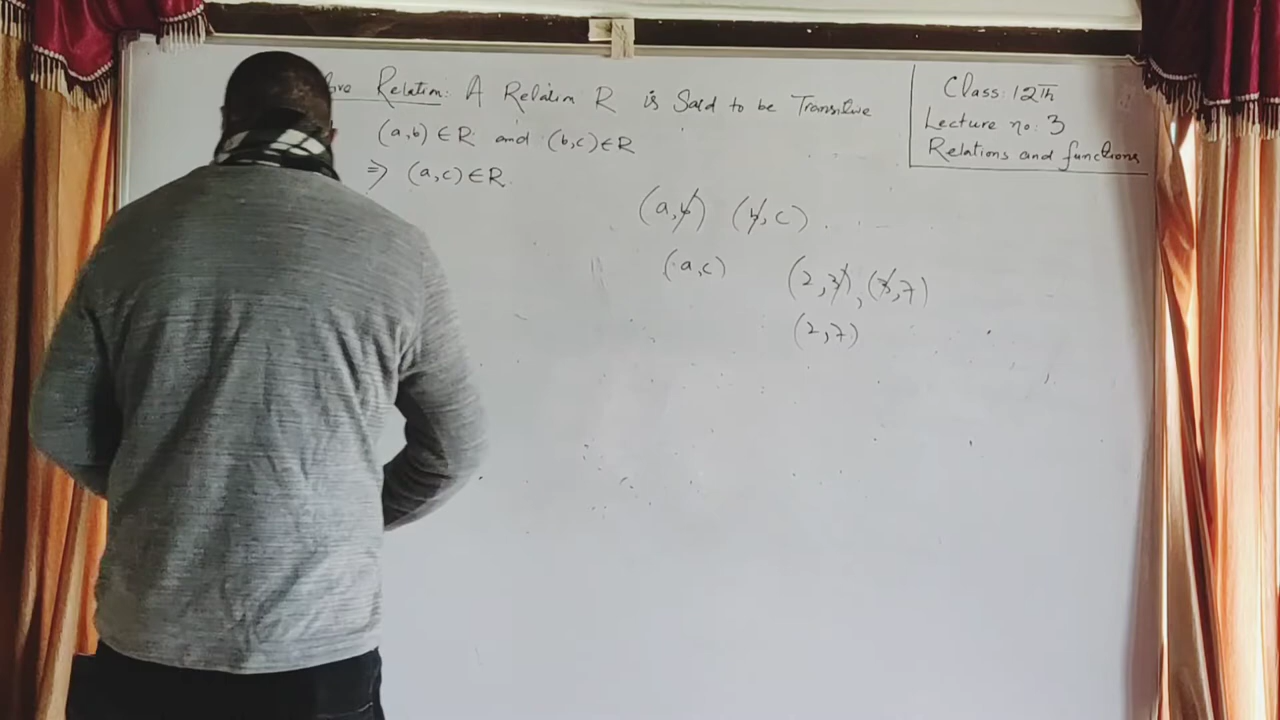 Relation: A Relation R is Said to be Transitive
(a,b) ∈ R and (b,c) ∈ R
⇒ (a,c) ∈ R.
Class: 12th
Lecture no: 3
Relations and functions
(a,b) (b,c)
(a,c)
(2,3), (3,7)
(2,7)